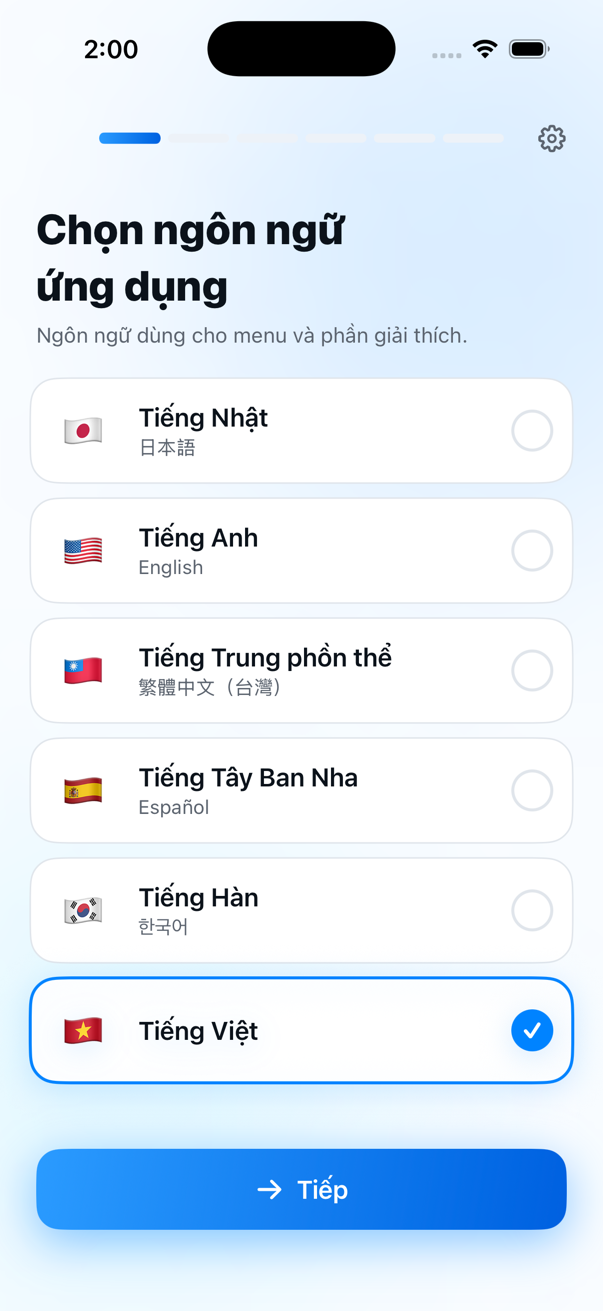 2:00
Chọn ngôn ngữ
ứng dụng
Ngôn ngữ dùng cho menu và phần giải thích.
Tiếng Nhật
日本語
Tiếng Anh
English
Tiếng Trung phồn thể
繁體中文（台灣）
Tiếng Tây Ban Nha
Español
Tiếng Hàn
한국어
Tiếng Việt
Tiếp